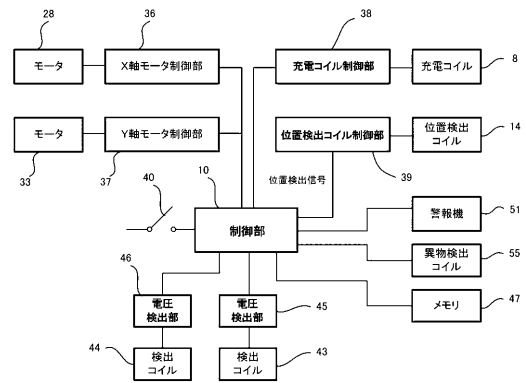 28
36
38
モータ
X軸モータ制御部
充電コイル制御部
充電コイル
8
モータ
Y軸モータ制御部
位置検出コイル制御部
位置検出
コイル
14
33
37
39
位置検出信号
40
10
制御部
警報機
51
異物検出
コイル
55
メモリ
47
46
電圧
検出部
電圧
検出部
45
44
検出
コイル
検出
コイル
43